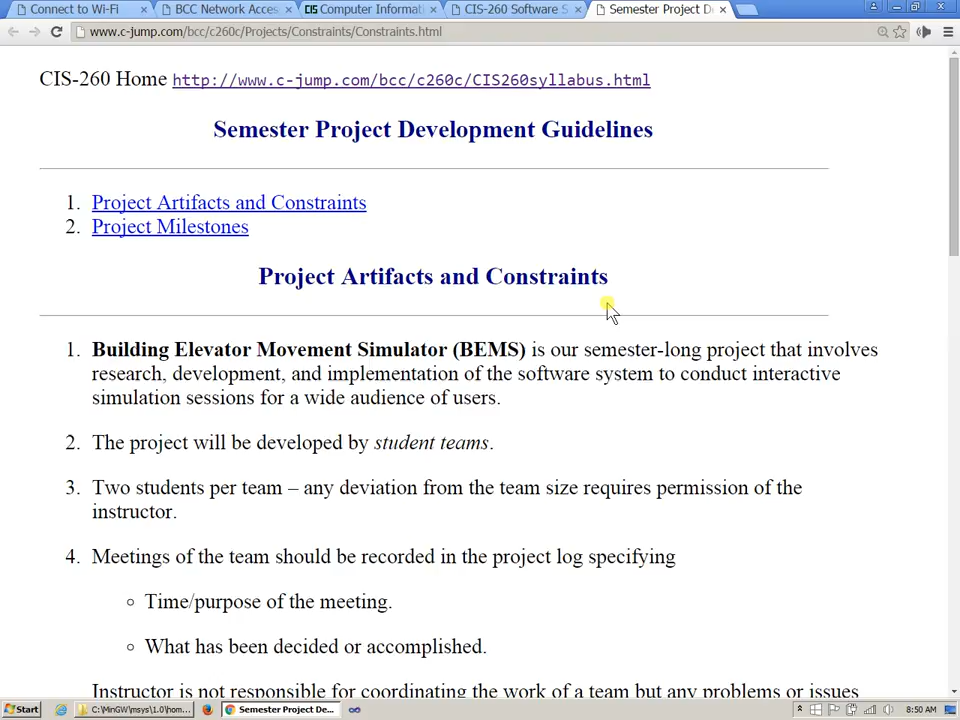 Connect to Wi-Fi
BCC Network Acces
CIS Computer Informati
CIS-260 Software S
Semester Project D
www.c-jump.com/bcc/c260c/Projects/Constraints/Constraints.html
CIS-260 Home http://www.c-jump.com/bcc/c260c/CIS260syllabus.html
Semester Project Development Guidelines
1. Project Artifacts and Constraints
2. Project Milestones
Project Artifacts and Constraints
1. Building Elevator Movement Simulator (BEMS) is our semester-long project that involves
research, development, and implementation of the software system to conduct interactive
simulation sessions for a wide audience of users.
2. The project will be developed by student teams.
3. Two students per team – any deviation from the team size requires permission of the
instructor.
4. Meetings of the team should be recorded in the project log specifying
Time/purpose of the meeting.
What has been decided or accomplished.
Instructor is not responsible for coordinating the work of a team but any problems or issues
Start
C:\MinGW\msys\1.0\hom...
Semester Project De...
8:50 AM